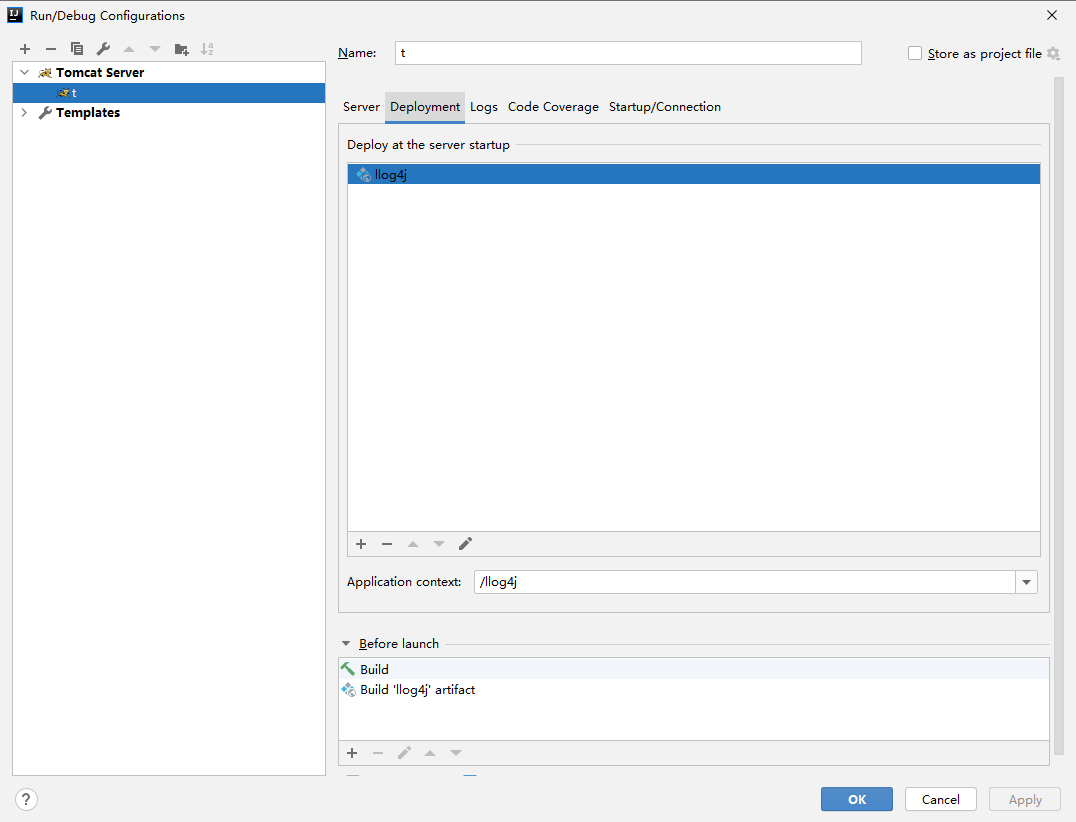 Run/Debug Configurations
Name: t
Store as project file
Tomcat Server
t
Templates
Server Deployment Logs Code Coverage Startup/Connection
Deploy at the server startup
llog4j
Application context: /llog4j
Before launch
Build
Build 'llog4j' artifact
? OK Cancel Apply